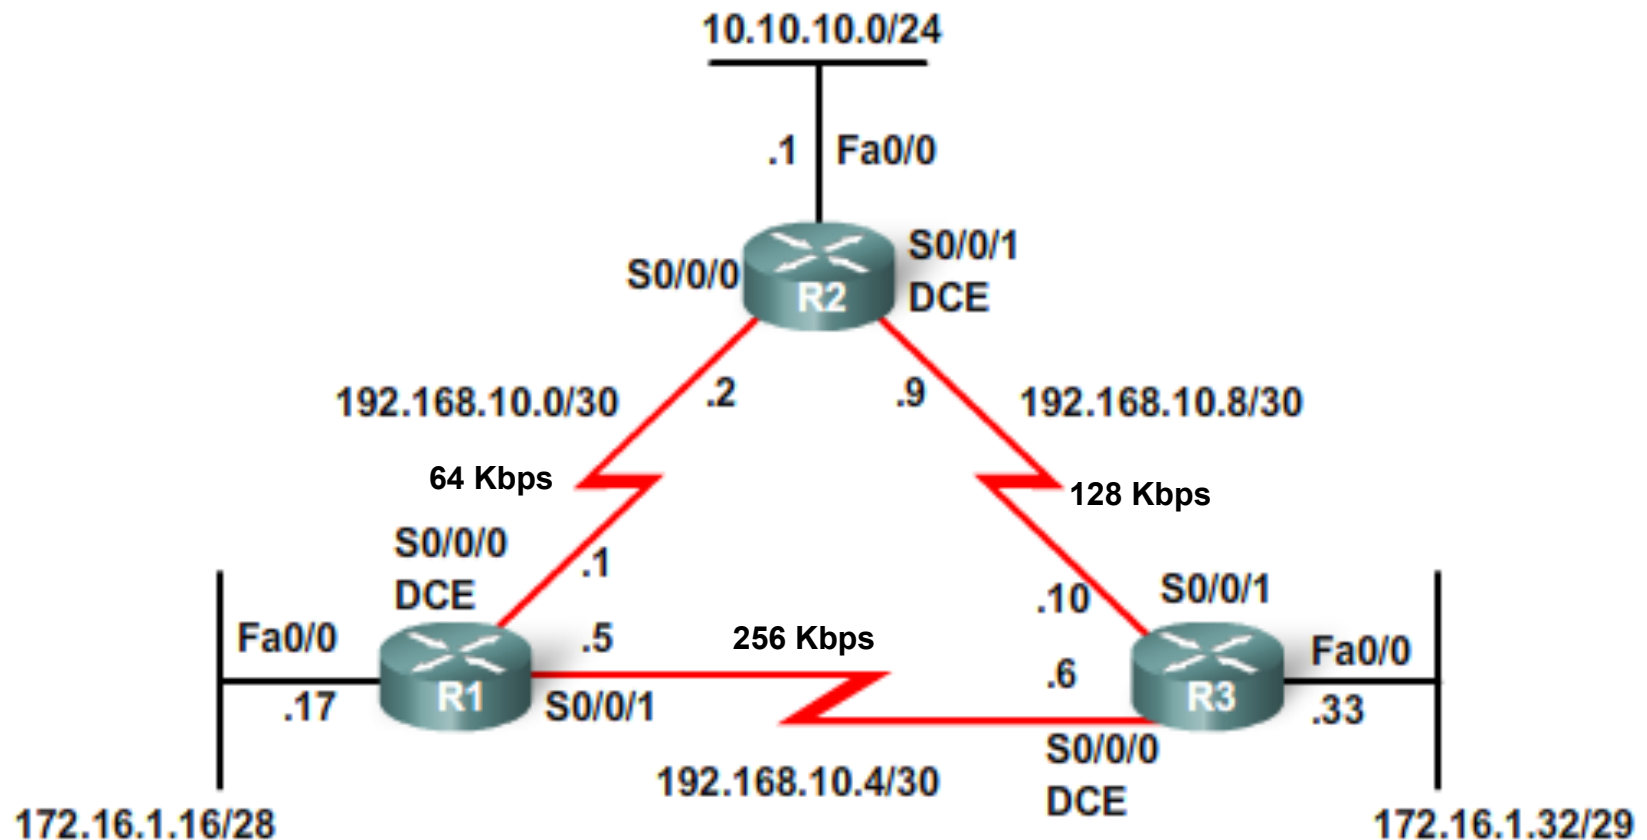 10.10.10.0/24
.1 Fa0/0
S0/0/0
S0/0/1
DCE
R2
192.168.10.0/30
.2
.9
192.168.10.8/30
64 Kbps
128 Kbps
S0/0/0
DCE
.1
.10
S0/0/1
Fa0/0
.5
256 Kbps
.6
Fa0/0
.17
R1
S0/0/1
R3
.33
S0/0/0
DCE
192.168.10.4/30
172.16.1.16/28
172.16.1.32/29